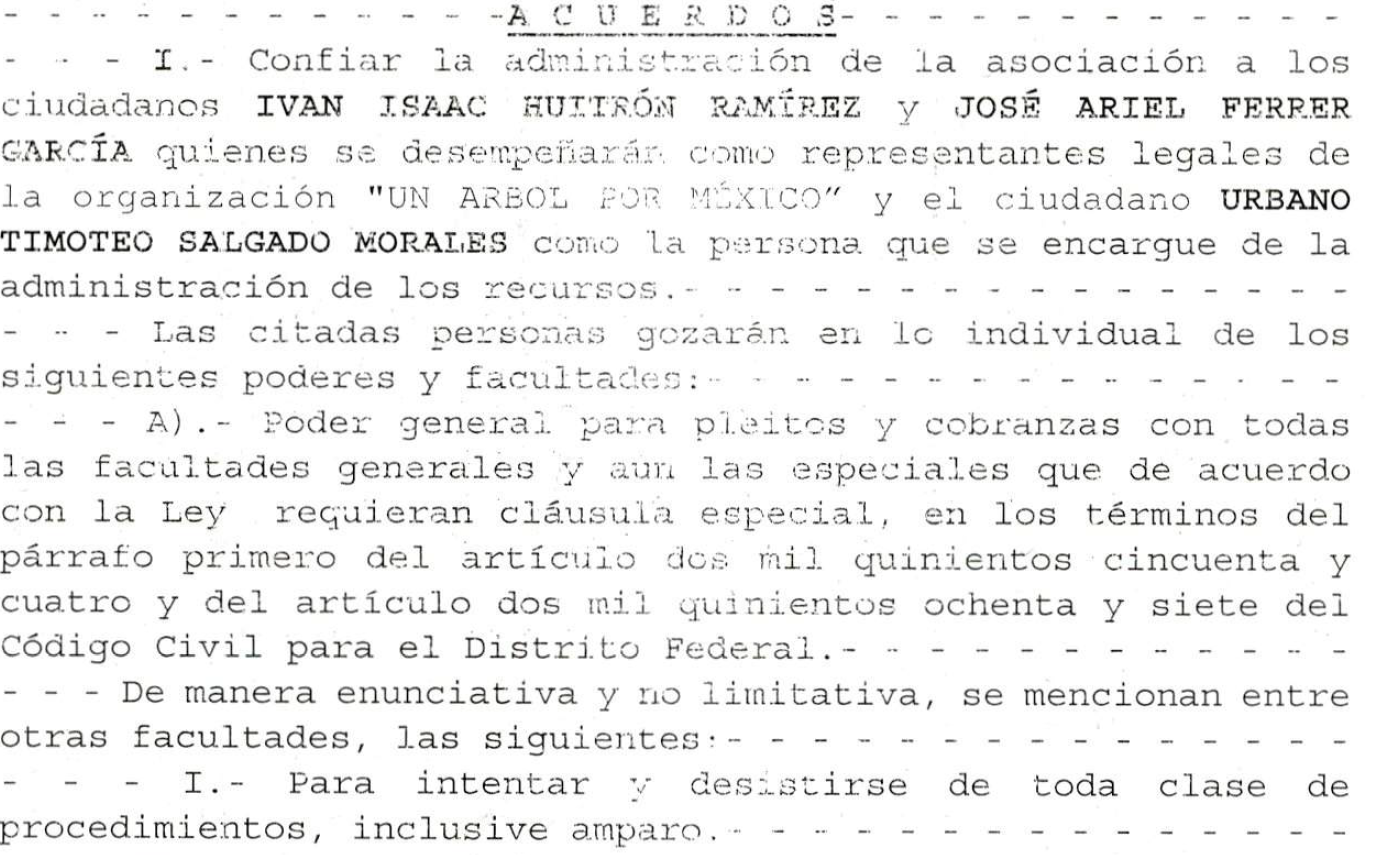 - - - - - - - - - - - -A C U E R D O S- - - - - - - - - - - -
- - - I.- Confiar la administración de la asociación a los
ciudadanos IVAN ISAAC HUITRÓN RAMÍREZ y JOSÉ ARIEL FERRER
GARCÍA quienes se desempeñarán como representantes legales de
la organización "UN ARBOL POR MÉXICO" y el ciudadano URBANO
TIMOTEO SALGADO MORALES como la persona que se encargue de la
administración de los recursos.- - - - - - - - - - - - - - - -
- - - Las citadas personas gozarán en lo individual de los
siguientes poderes y facultades:- - - - - - - - - - - - - - -
- - - A).- Poder general para pleitos y cobranzas con todas
las facultades generales y aun las especiales que de acuerdo
con la Ley requieran cláusula especial, en los términos del
párrafo primero del artículo dos mil quinientos cincuenta y
cuatro y del artículo dos mil quinientos ochenta y siete del
Código Civil para el Distrito Federal.- - - - - - - - - - - -
- - - De manera enunciativa y no limitativa, se mencionan entre
otras facultades, las siguientes:- - - - - - - - - - - - - - -
- - - I.- Para intentar y desistirse de toda clase de
procedimientos, inclusive amparo.- - - - - - - - - - - - - - -